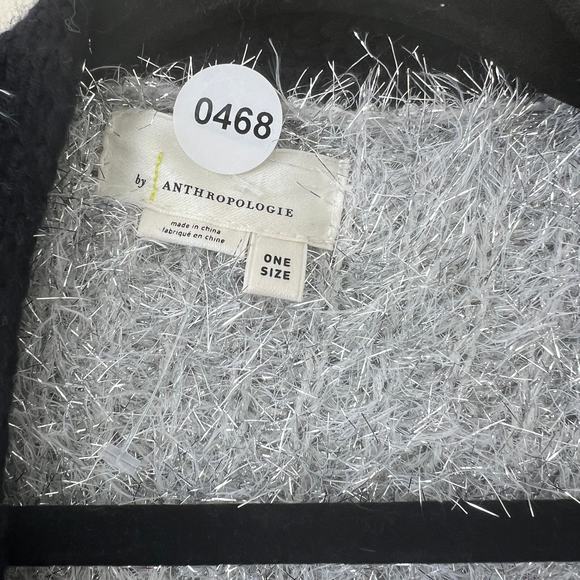 0468
by ANTHROPOLOGIE
made in china
fabriqué en chine
ONE
SIZE